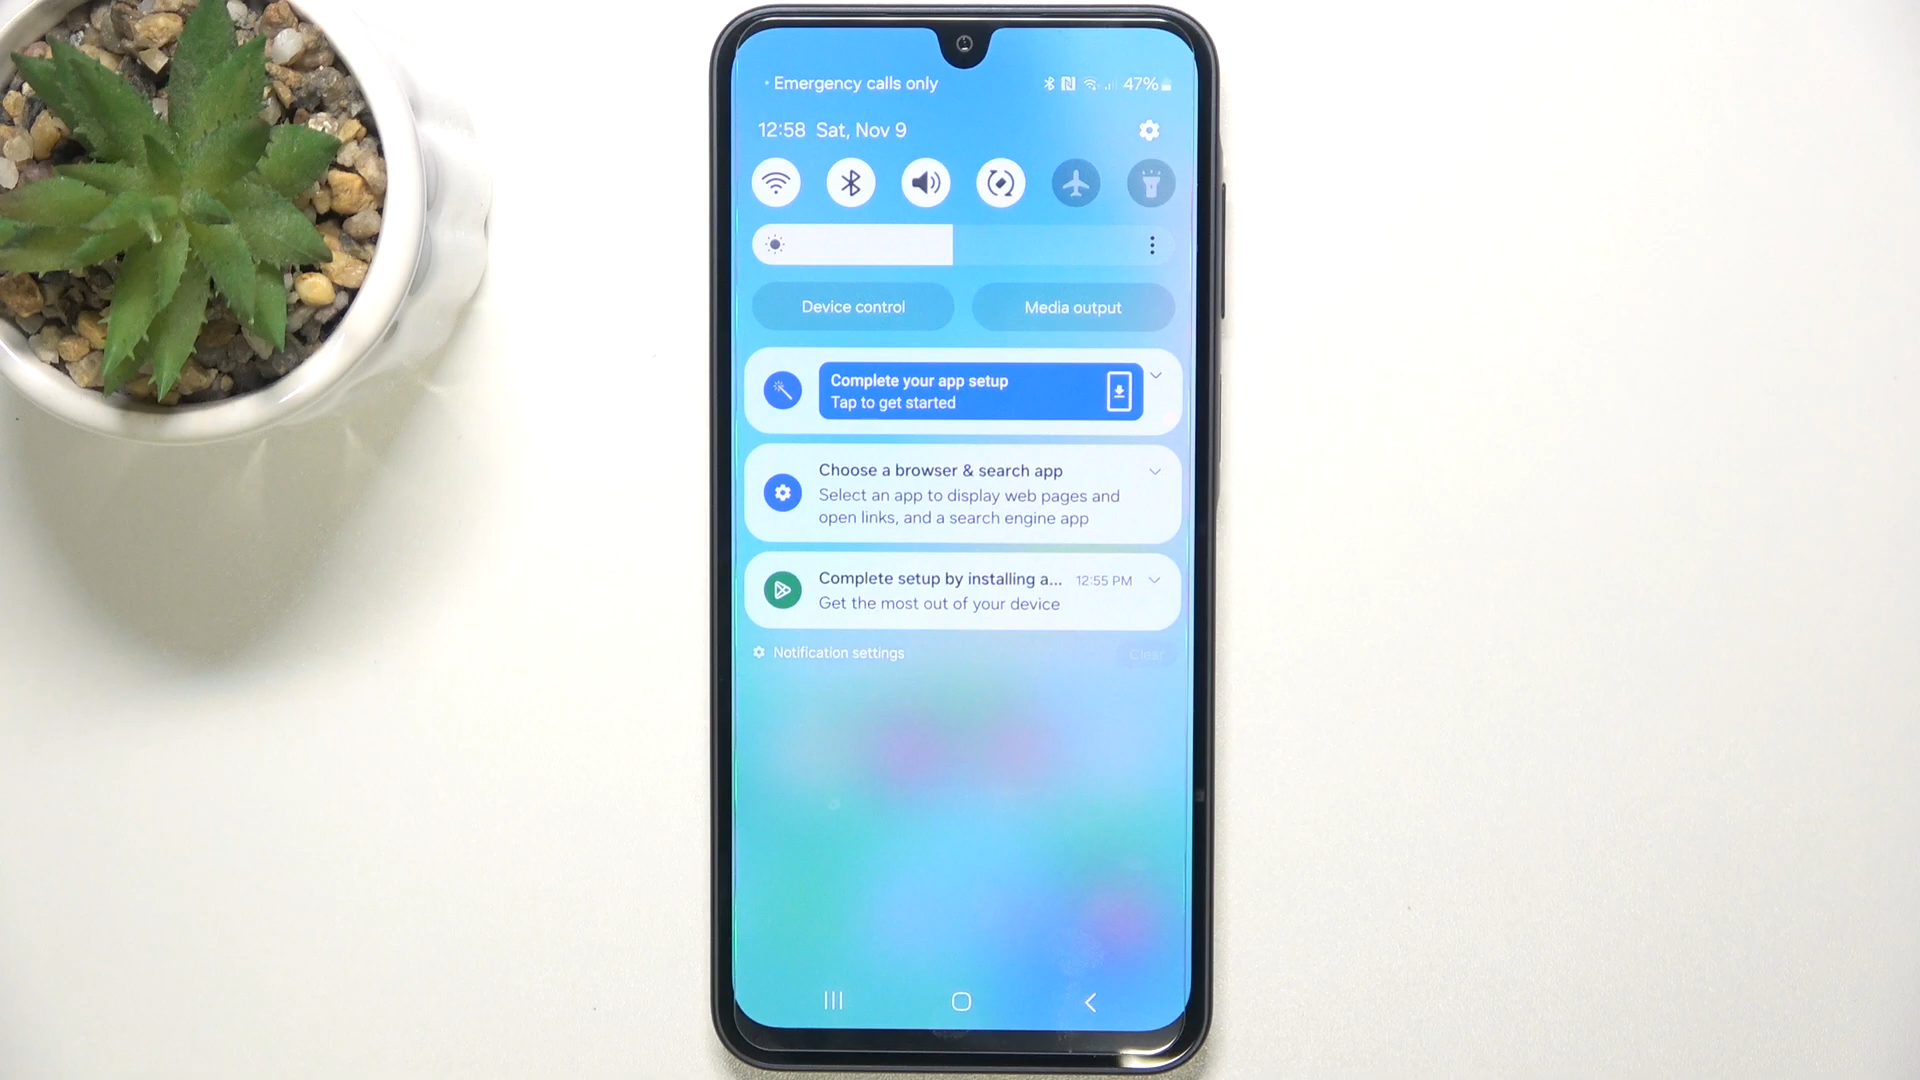 Emergency calls only 47%
12:58 Sat, Nov 9
Device control Media output
Complete your app setup
Tap to get started
Choose a browser & search app
Select an app to display web pages and
open links, and a search engine app
Complete setup by installing a... 12:55 PM
Get the most out of your device
Notification settings Clear